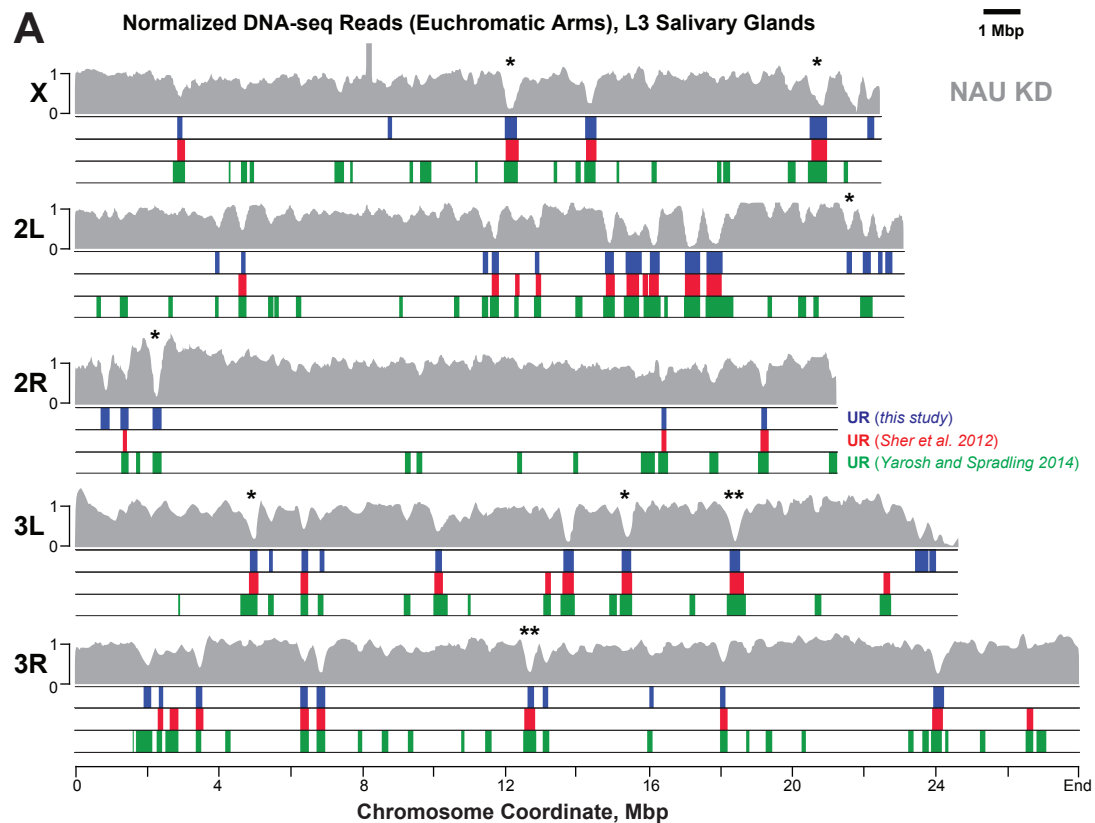 A
Normalized DNA-seq Reads (Euchromatic Arms), L3 Salivary Glands
1 Mbp
NAU KD
X
1
0
* *
2L
1
0
*
2R
1
0
*
UR (this study)
UR (Sher et al. 2012)
UR (Yarosh and Spradling 2014)
3L
1
0
* * **
3R
1
0
**
0 4 8 12 16 20 24 End
Chromosome Coordinate, Mbp